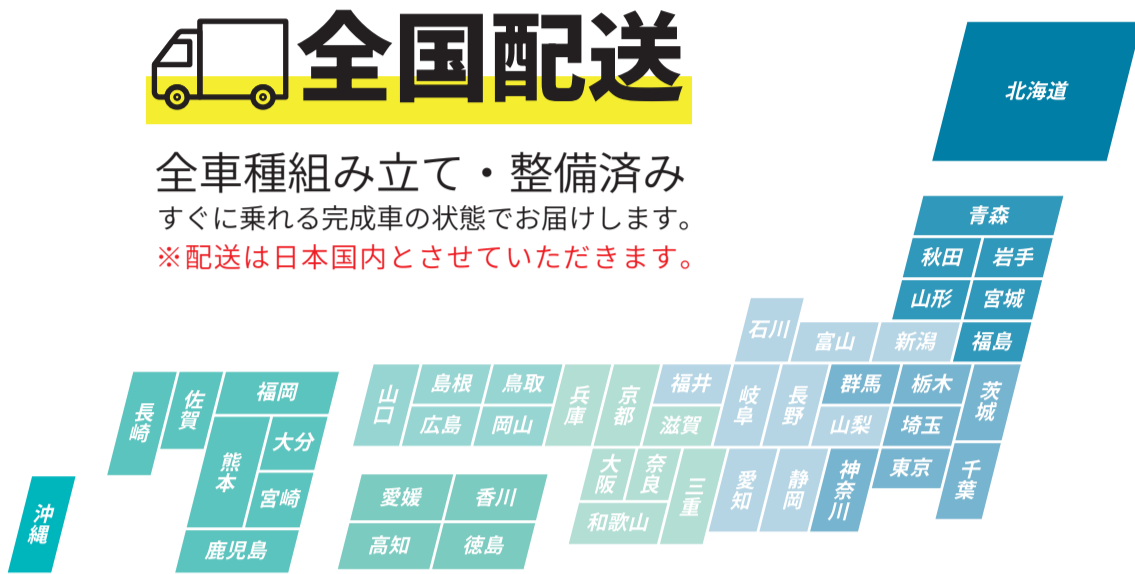 全国配送
全車種組み立て・整備済み
すぐに乗れる完成車の状態でお届けします。
※配送は日本国内とさせていただきます。
北海道
青森
秋田 岩手
山形 宮城
石川 富山 新潟 福島
長崎 佐賀 福岡 山口 島根 鳥取 兵庫 京都 福井 岐阜 長野 群馬 栃木 茨城
広島 岡山 滋賀 山梨 埼玉
熊本 大分 大阪 奈良 三重 愛知 静岡 神奈川 東京 千葉
沖縄 宮崎 愛媛 香川 和歌山
鹿児島 高知 徳島